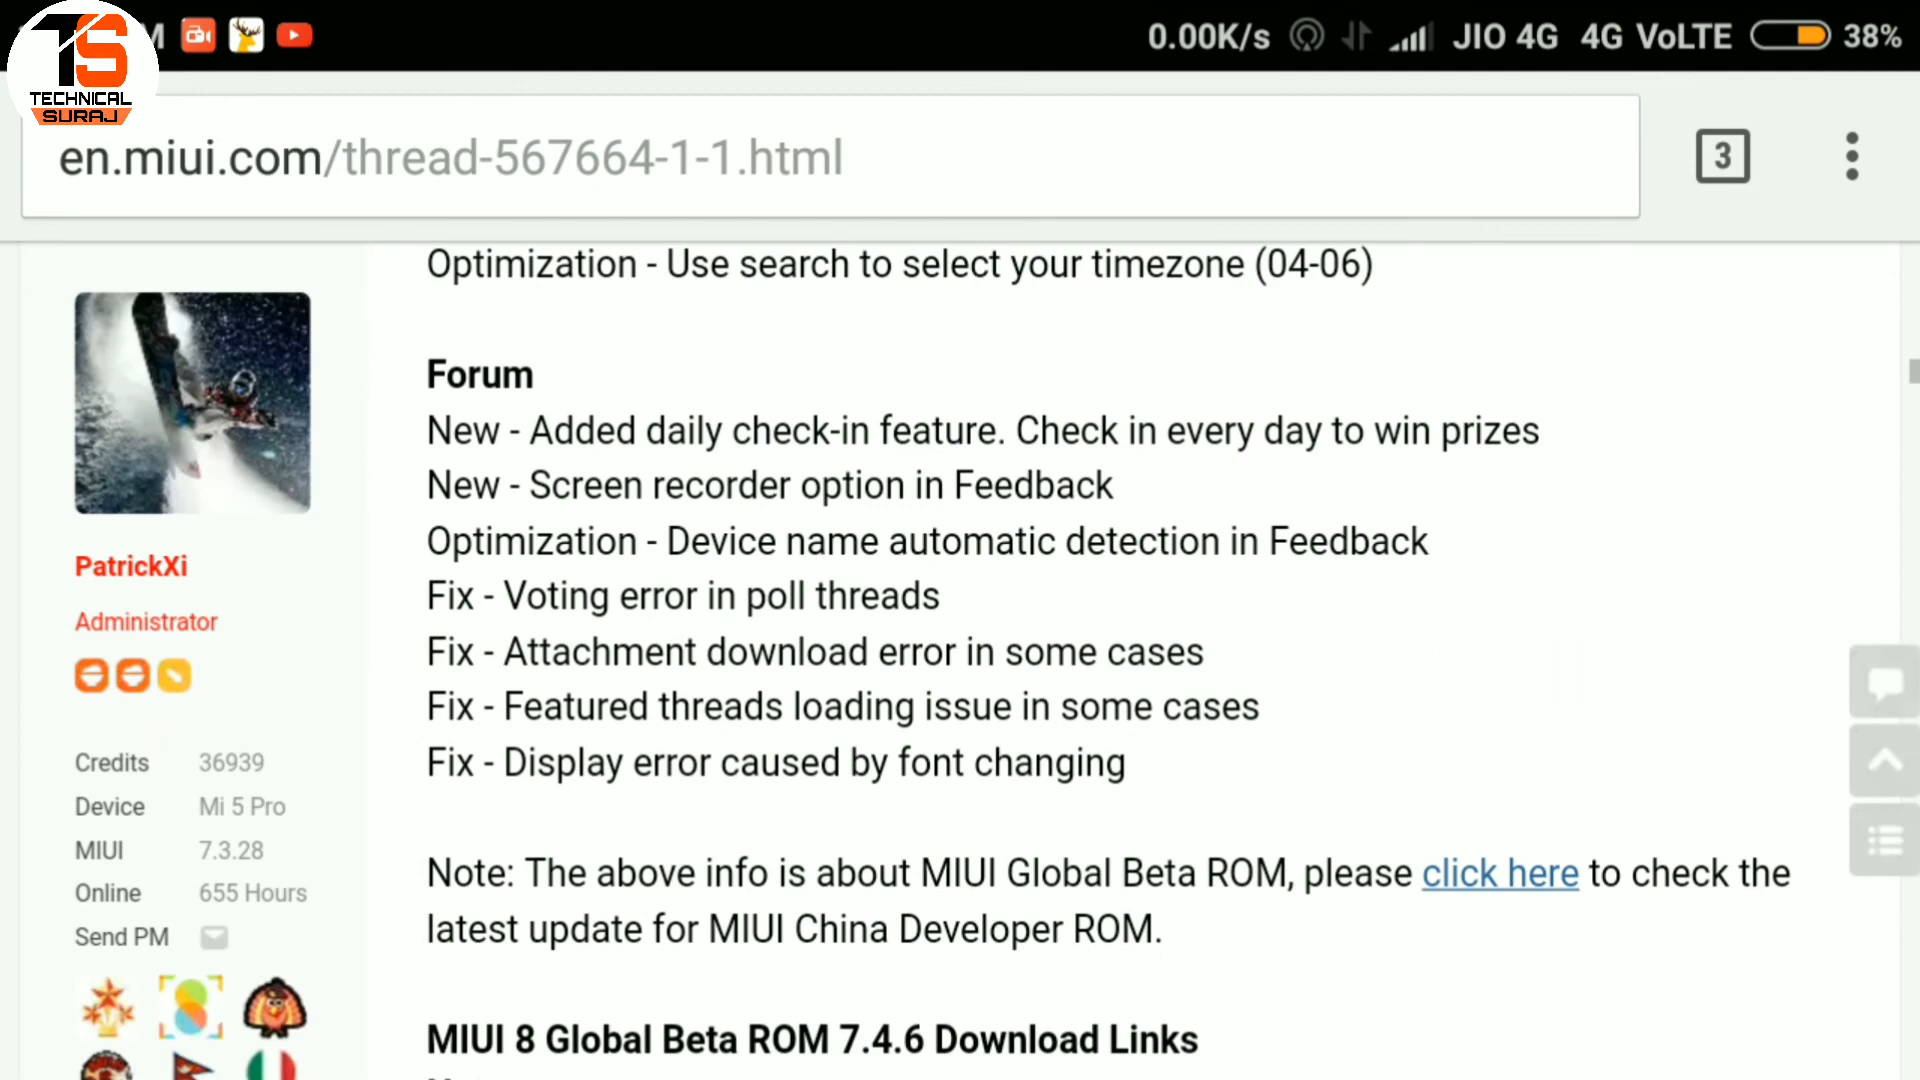 M
0.00K/s JIO 4G 4G VoLTE 38%
TS
TECHNICAL
SURAJ
en.miui.com/thread-567664-1-1.html
3
Optimization - Use search to select your timezone (04-06)
Forum
New - Added daily check-in feature. Check in every day to win prizes
New - Screen recorder option in Feedback
Optimization - Device name automatic detection in Feedback
Fix - Voting error in poll threads
Fix - Attachment download error in some cases
Fix - Featured threads loading issue in some cases
Fix - Display error caused by font changing
Note: The above info is about MIUI Global Beta ROM, please click here to check the
latest update for MIUI China Developer ROM.
MIUI 8 Global Beta ROM 7.4.6 Download Links
PatrickXi
Administrator
Credits 36939
Device Mi 5 Pro
MIUI 7.3.28
Online 655 Hours
Send PM